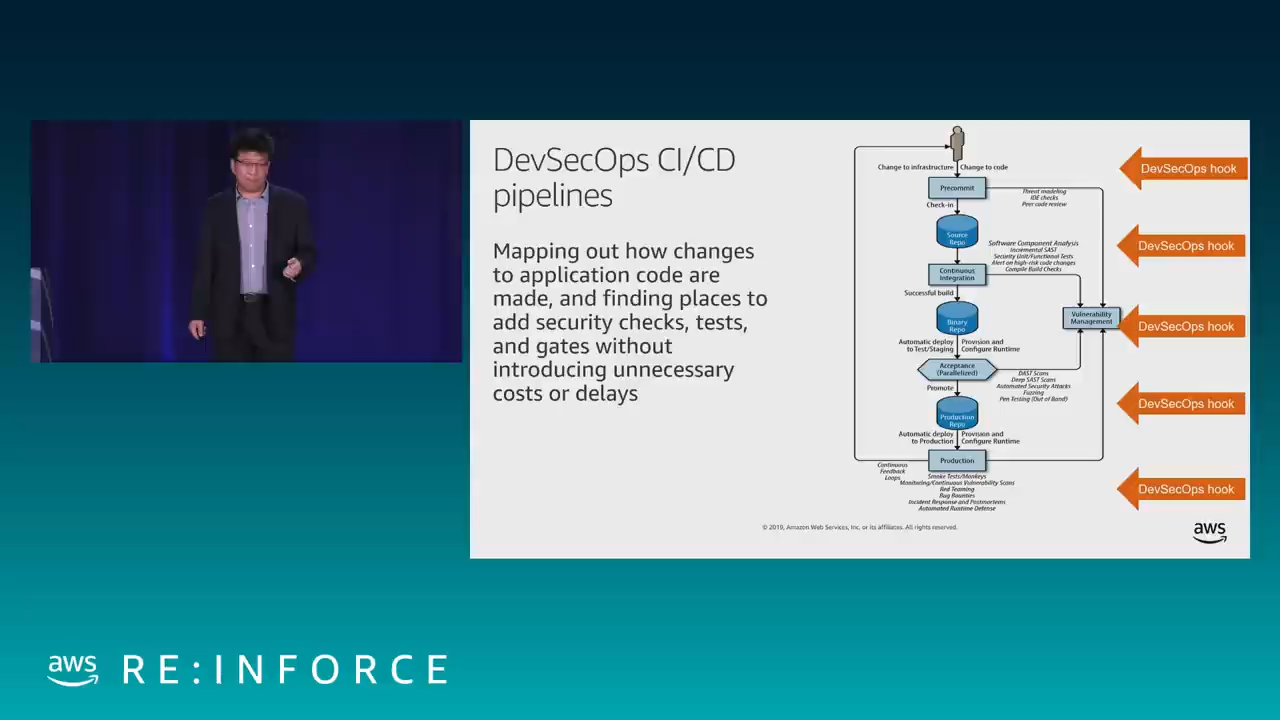 DevSecOps CI/CD
pipelines
Mapping out how changes
to application code are
made, and finding places to
add security checks, tests,
and gates without
introducing unnecessary
costs or delays
Change to infrastructure
Change to code
Precommit
Threat modeling
IDE checks
Peer code review
Check-in
Source
Repo
Software Component Analysis
Incremental SAST
Security Unit/Functional Tests
Alert on high-risk code changes
Compile Build Checks
Continuous
Integration
Successful build
Binary
Repo
Vulnerability
Management
Automatic deploy
to Test/Staging
Provision and
Configure Runtime
Acceptance
(Parallelized)
DAST Scans
Deep SAST Scans
Automated Security Attacks
Fuzzing
Pen Testing (Out of Band)
Promote
Production
Repo
Automatic deploy
to Production
Provision and
Configure Runtime
Production
Continuous
Feedback
Loops
Smoke Tests/Monkeys
Monitoring/Continuous Vulnerability Scans
Red Teaming
Bug Bounties
Incident Response and Postmortems
Automated Runtime Defense
DevSecOps hook
DevSecOps hook
DevSecOps hook
DevSecOps hook
DevSecOps hook
© 2019, Amazon Web Services, Inc. or its affiliates. All rights reserved.
aws
aws RE:INFORCE